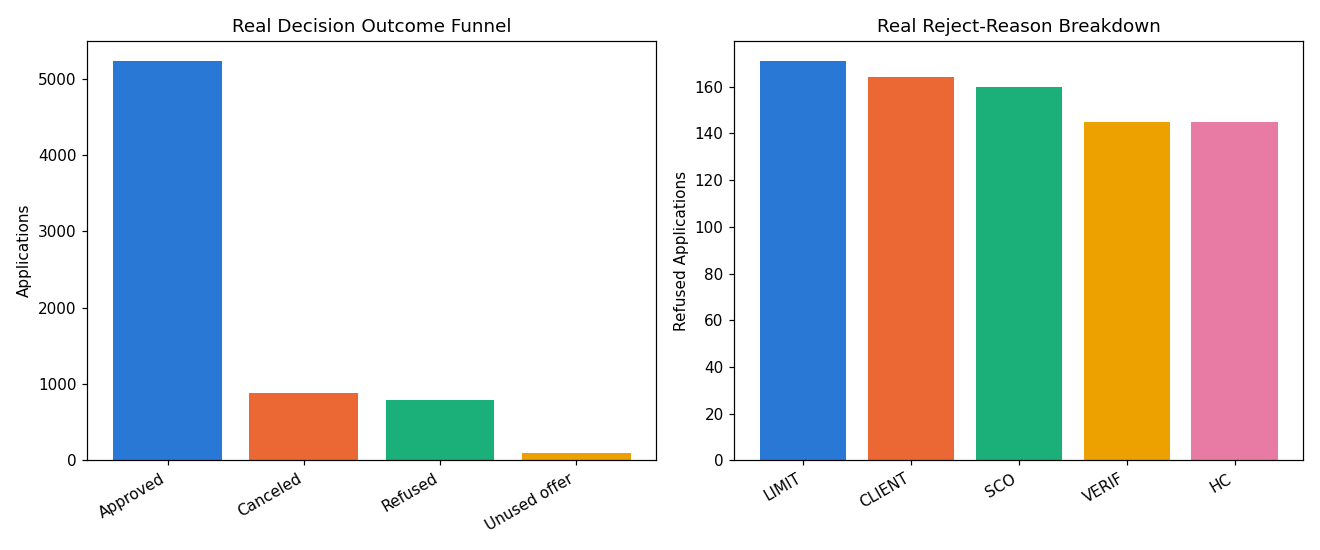 Real Decision Outcome Funnel
Applications
5000
4000
3000
2000
1000
0
Approved
Canceled
Refused
Unused offer
Real Reject-Reason Breakdown
Refused Applications
160
140
120
100
80
60
40
20
0
LIMIT
CLIENT
SCO
VERIF
HC